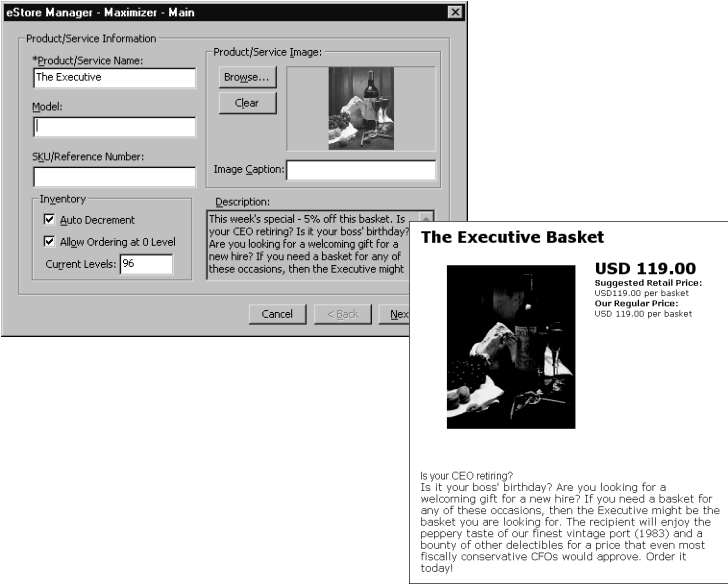 eStore Manager - Maximizer - Main
Product/Service Information
*Product/Service Name:
The Executive
Model:
SKU/Reference Number:
Inventory
Auto Decrement
Allow Ordering at 0 Level
Current Levels: 96
Product/Service Image:
Browse...
Clear
Image Caption:
Description:
This week's special - 5% off this basket. Is
your CEO retiring? Is it your boss' birthday?
Are you looking for a welcoming gift for a
new hire? If you need a basket for any of
these occasions, then the Executive might
Cancel
< Back
Nex
The Executive Basket
USD 119.00
Suggested Retail Price:
USD119.00 per basket
Our Regular Price:
USD 119.00 per basket
Is your CEO retiring?
Is it your boss' birthday? Are you looking for a
welcoming gift for a new hire? If you need a basket for
any of these occasions, then the Executive might be the
basket you are looking for. The recipient will enjoy the
peppery taste of our finest vintage port (1983) and a
bounty of other delectibles for a price that even most
fiscally conservative CFOs would approve. Order it
today!